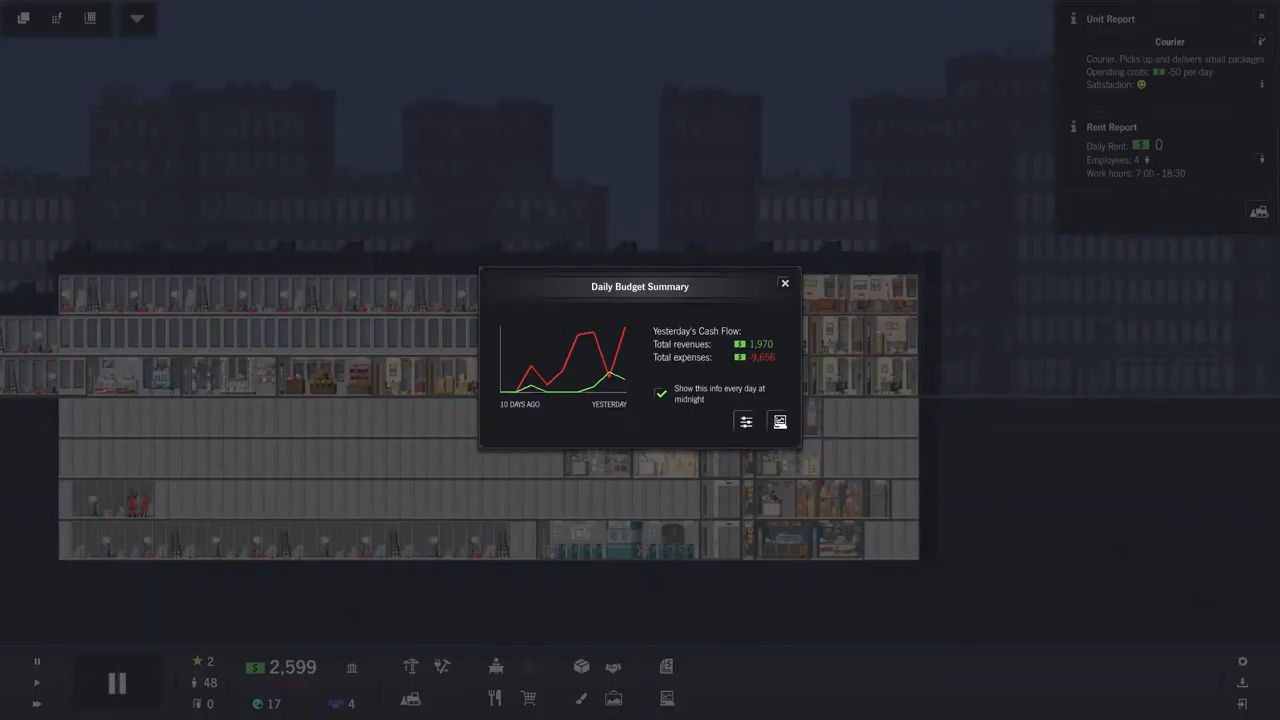 Unit Report
Courier
Courier. Picks up and delivers small packages.
Operating costs: -50 per day
Satisfaction:
Rent Report
Daily Rent: 0
Employees: 4
Work hours: 7:00 - 18:30
Daily Budget Summary
Yesterday's Cash Flow:
Total revenues: 1,970
Total expenses: -9,656
Show this info every day at
midnight
10 DAYS AGO YESTERDAY
2
2,599
48
0
17
4